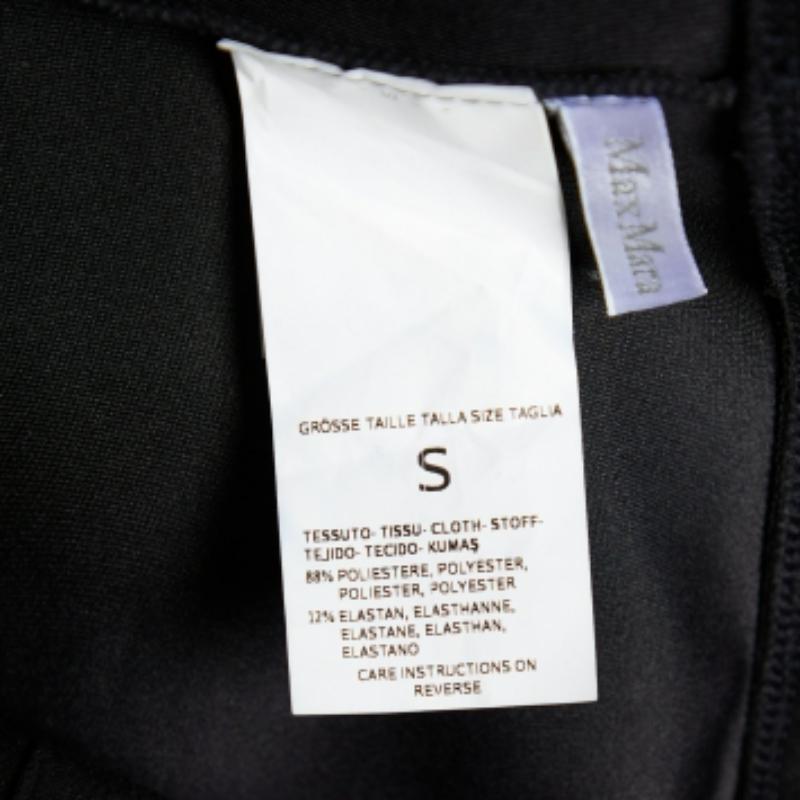 MaxMara
GRÖSSE TAILLE TALLA SIZE TAGLIA
S
TESSUTO- TISSU- CLOTH- STOFF-
TEJIDO- TECIDO- KUMAŞ
88% POLIESTERE, POLYESTER,
POLIESTER, POLYESTER
12% ELASTAN, ELASTHANNE,
ELASTANE, ELASTHAN,
ELASTANO
CARE INSTRUCTIONS ON
REVERSE